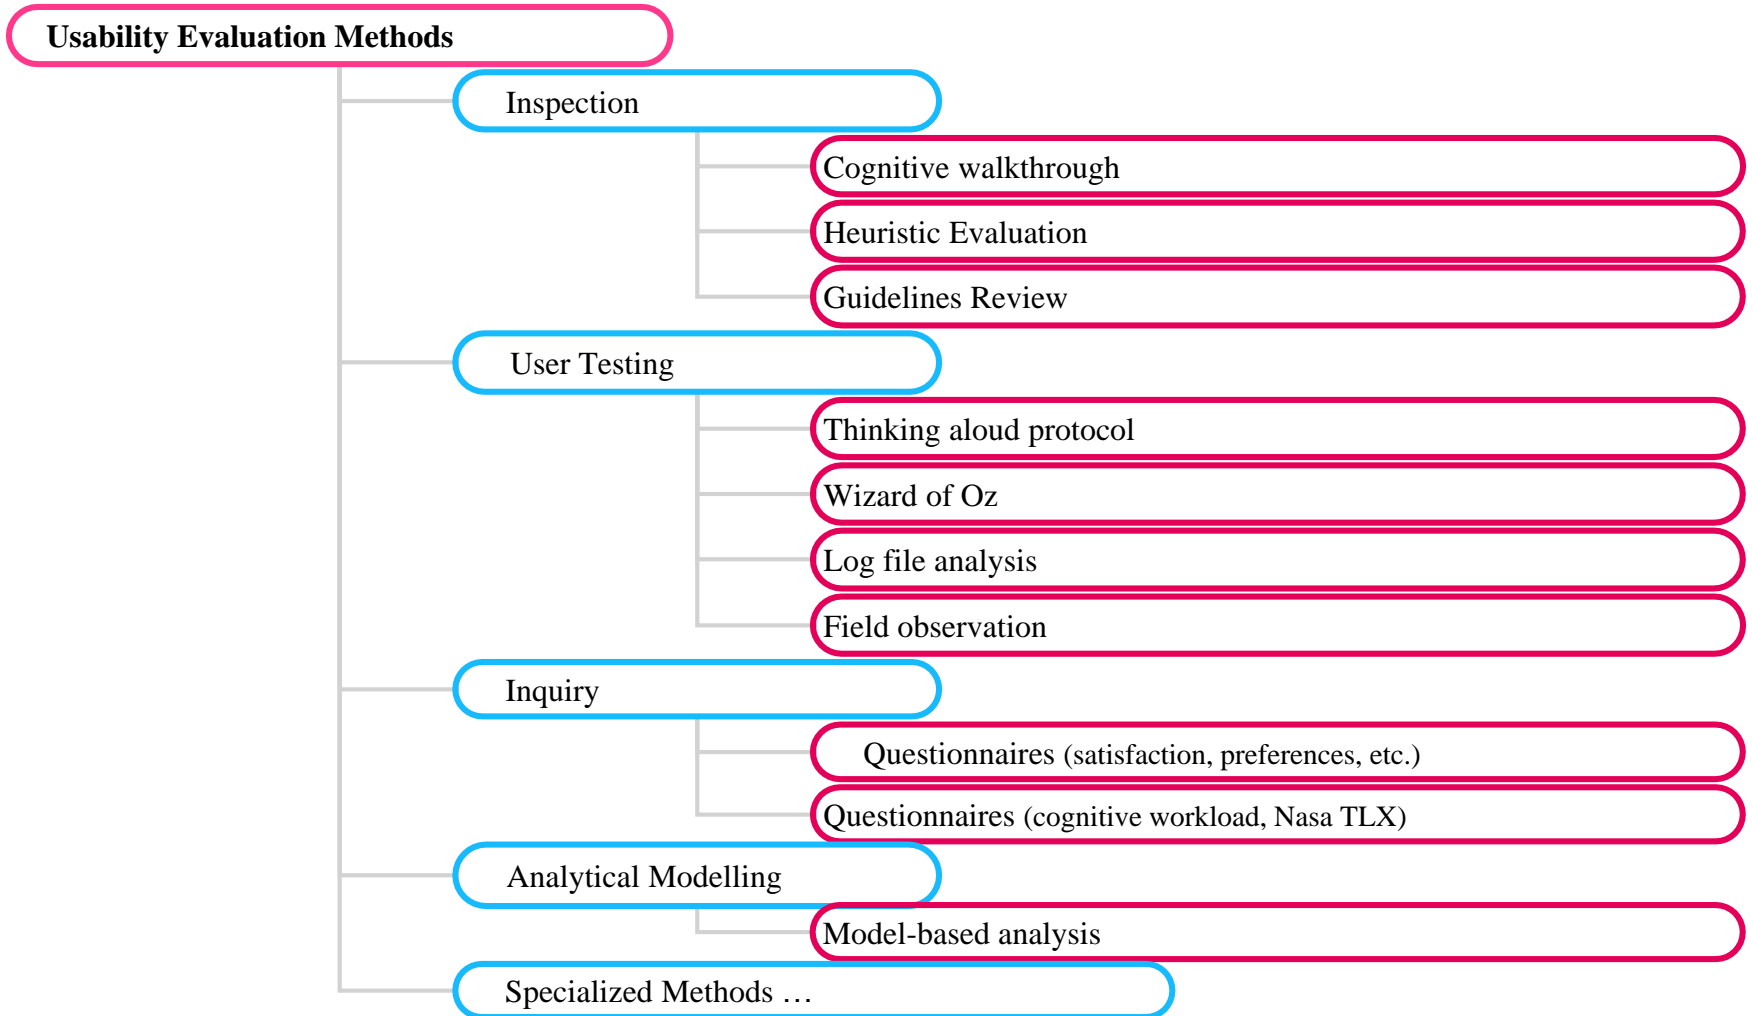 Usability Evaluation Methods
Inspection
Cognitive walkthrough
Heuristic Evaluation
Guidelines Review
User Testing
Thinking aloud protocol
Wizard of Oz
Log file analysis
Field observation
Inquiry
Questionnaires (satisfaction, preferences, etc.)
Questionnaires (cognitive workload, Nasa TLX)
Analytical Modelling
Model-based analysis
Specialized Methods …